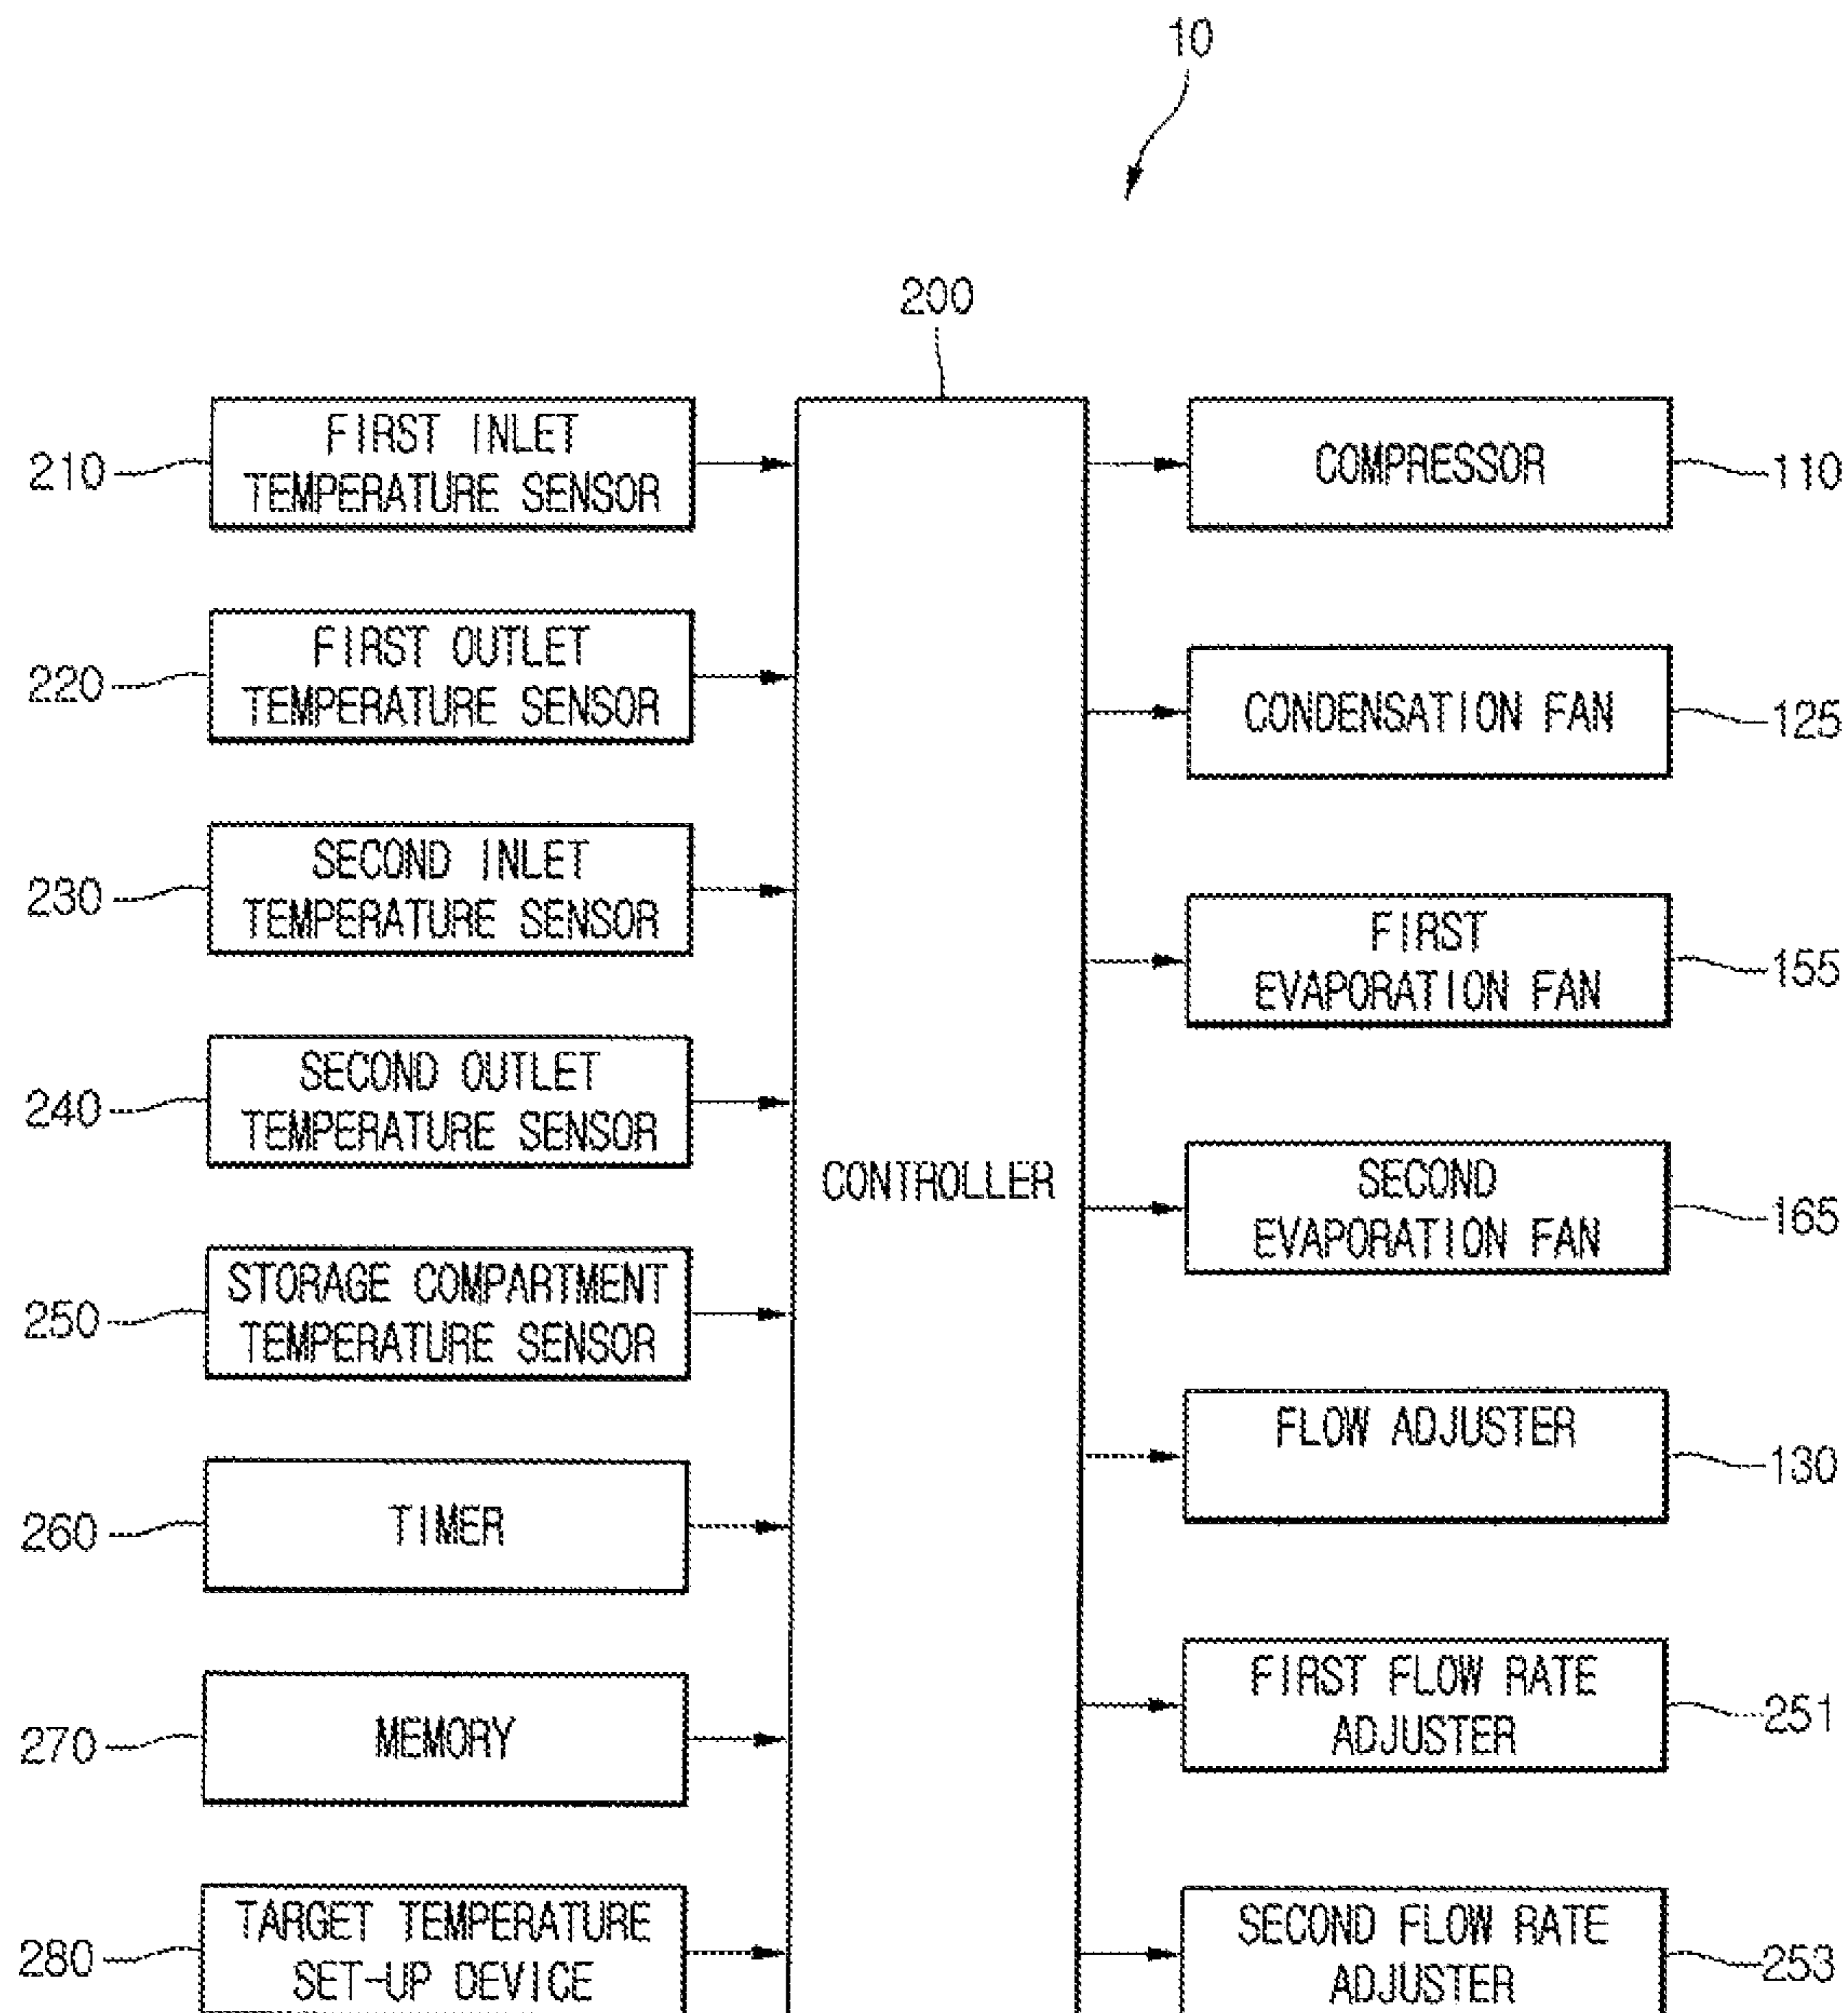 10
200
210
FIRST INLET
TEMPERATURE SENSOR
220
FIRST OUTLET
TEMPERATURE SENSOR
230
SECOND INLET
TEMPERATURE SENSOR
240
SECOND OUTLET
TEMPERATURE SENSOR
250
STORAGE COMPARTMENT
TEMPERATURE SENSOR
260
TIMER
270
MEMORY
280
TARGET TEMPERATURE
SET-UP DEVICE
CONTROLLER
COMPRESSOR
110
CONDENSATION FAN
125
FIRST
EVAPORATION FAN
155
SECOND
EVAPORATION FAN
165
FLOW ADJUSTER
130
FIRST FLOW RATE
ADJUSTER
251
SECOND FLOW RATE
ADJUSTER
253